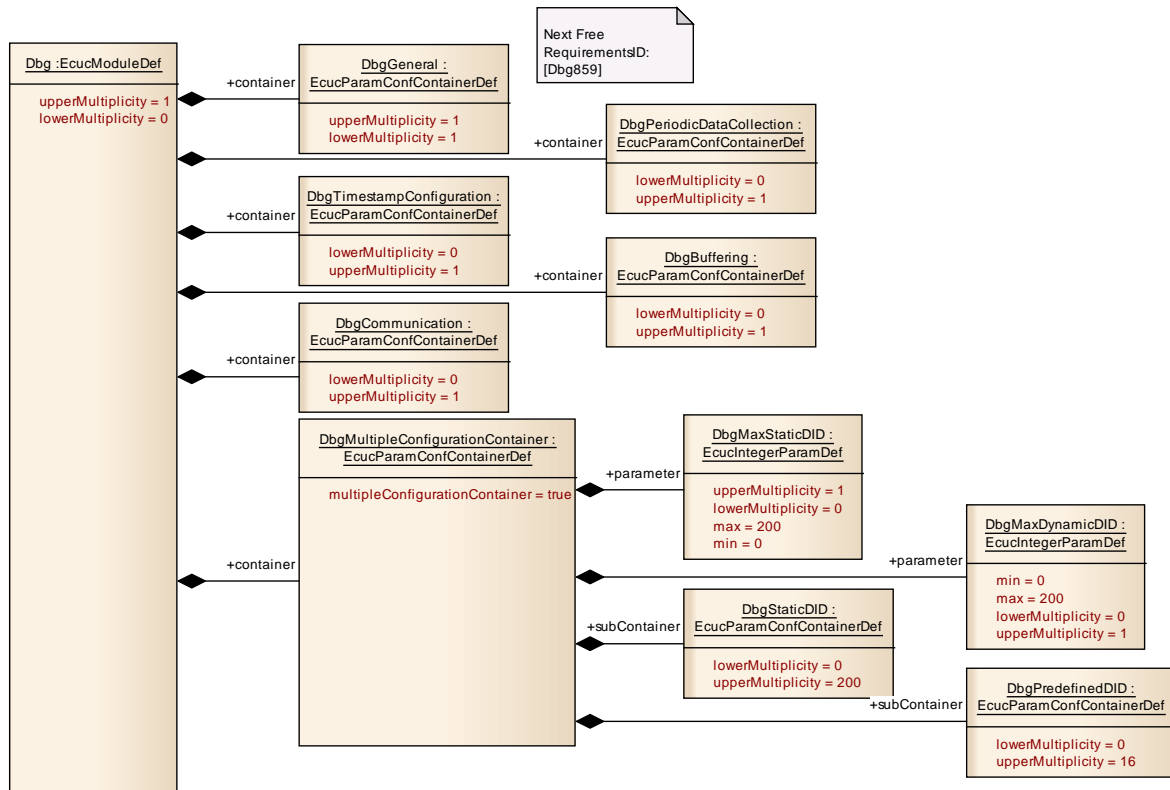 Next Free
RequirementsID:
[Dbg859]
Dbg :EcucModuleDef
upperMultiplicity = 1
lowerMultiplicity = 0
+container
DbgGeneral :
EcucParamConfContainerDef
upperMultiplicity = 1
lowerMultiplicity = 1
+container
DbgPeriodicDataCollection :
EcucParamConfContainerDef
lowerMultiplicity = 0
upperMultiplicity = 1
+container
DbgTimestampConfiguration :
EcucParamConfContainerDef
lowerMultiplicity = 0
upperMultiplicity = 1
+container
DbgBuffering :
EcucParamConfContainerDef
lowerMultiplicity = 0
upperMultiplicity = 1
+container
DbgCommunication :
EcucParamConfContainerDef
lowerMultiplicity = 0
upperMultiplicity = 1
+container
DbgMultipleConfigurationContainer :
EcucParamConfContainerDef
multipleConfigurationContainer = true
+parameter
DbgMaxStaticDID :
EcucIntegerParamDef
upperMultiplicity = 1
lowerMultiplicity = 0
max = 200
min = 0
+parameter
DbgMaxDynamicDID :
EcucIntegerParamDef
min = 0
max = 200
lowerMultiplicity = 0
upperMultiplicity = 1
+subContainer
DbgStaticDID :
EcucParamConfContainerDef
lowerMultiplicity = 0
upperMultiplicity = 200
+subContainer
DbgPredefinedDID :
EcucParamConfContainerDef
lowerMultiplicity = 0
upperMultiplicity = 16